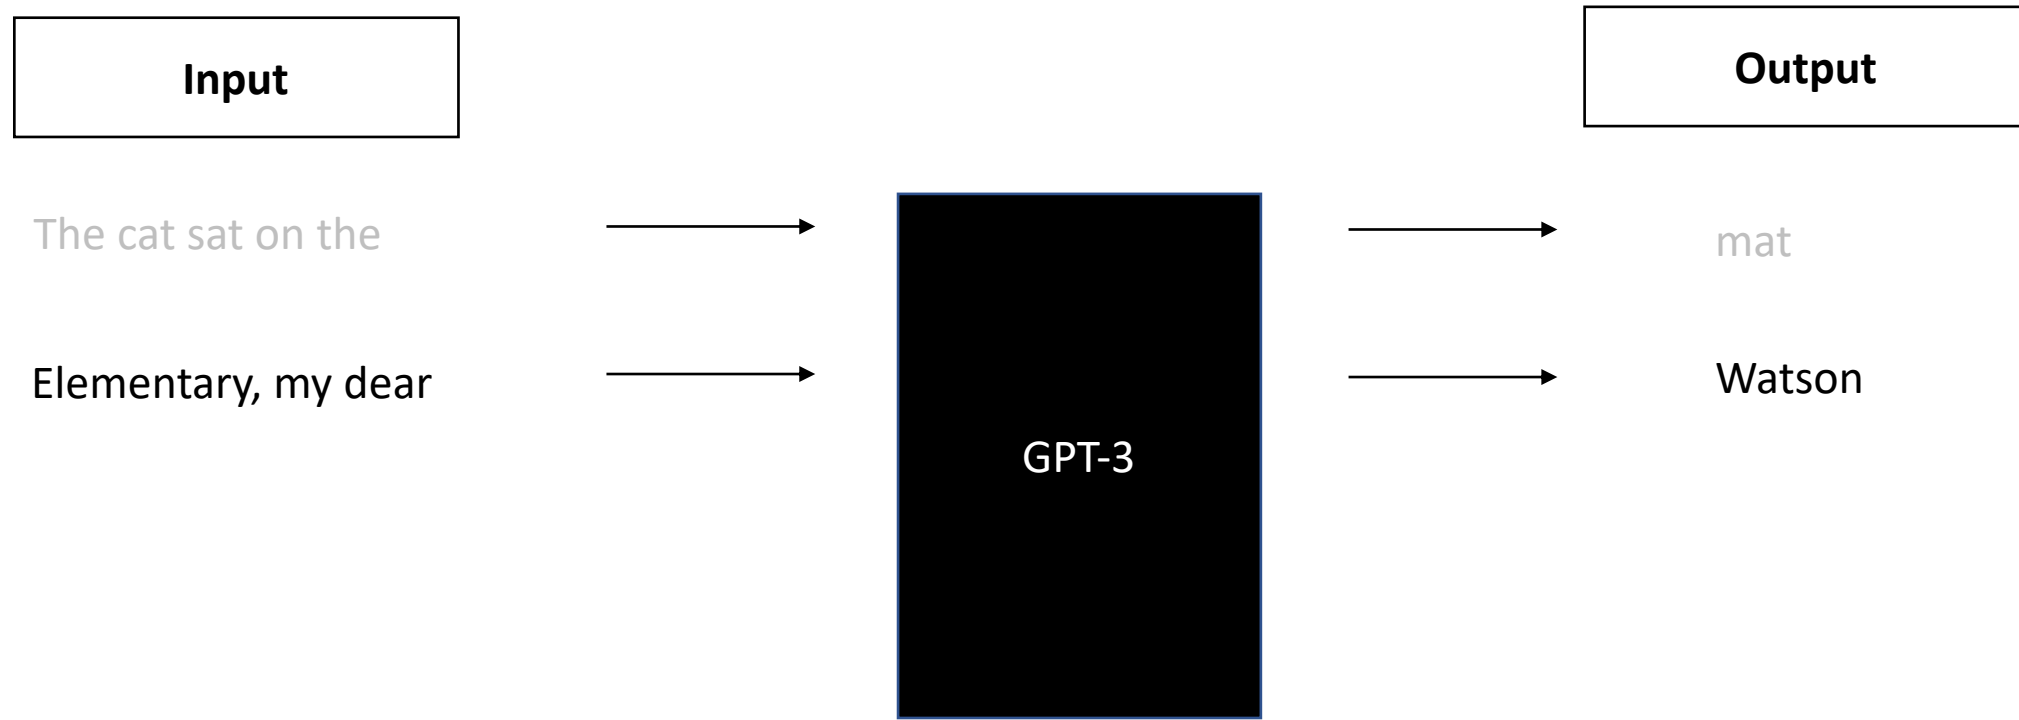 Input
Output
The cat sat on the
mat
Elementary, my dear
Watson
GPT-3